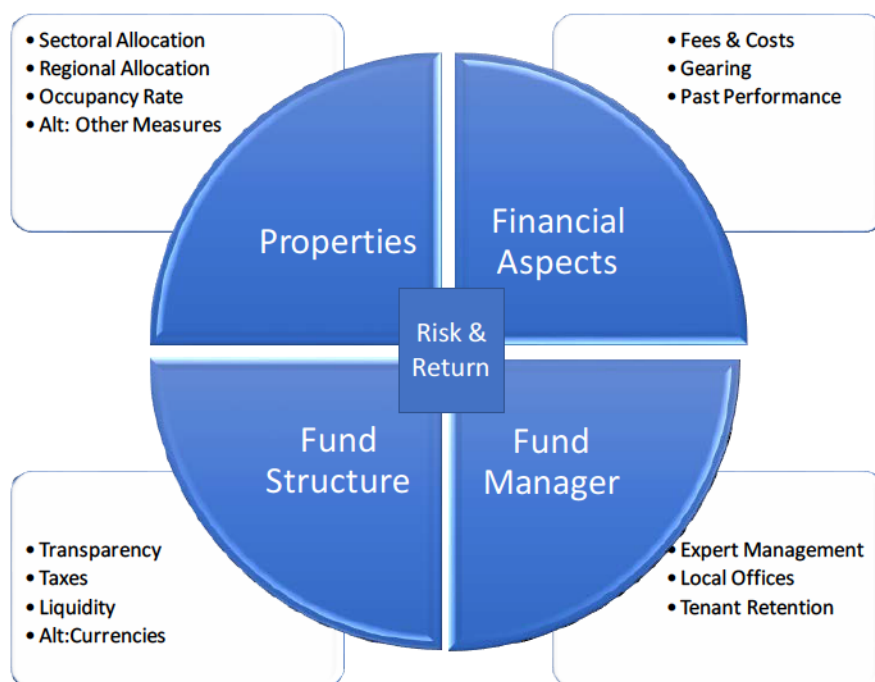 • Sectoral Allocation
• Regional Allocation
• Occupancy Rate
• Alt: Other Measures
• Fees & Costs
• Gearing
• Past Performance
Properties
Financial
Aspects
Risk &
Return
Fund
Structure
Fund
Manager
• Transparency
• Taxes
• Liquidity
• Alt:Currencies
• Expert Management
• Local Offices
• Tenant Retention